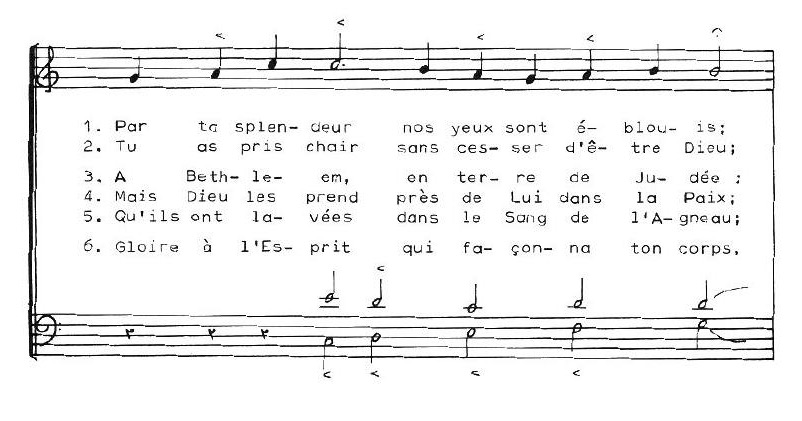 1. Par ta splen- deur nos yeux sont é- blou- is;
2. Tu as pris chair sans ces- ser d'ê- tre Dieu;
3. A Beth- le- em, en ter- re de Ju- dée :
4. Mais Dieu les prend près de Lui dans la Paix;
5. Qu'ils ont la- vées dans le Sang de l'A- gneau;
6. Gloire à l'Es- prit qui fa- çon- na ton corps,